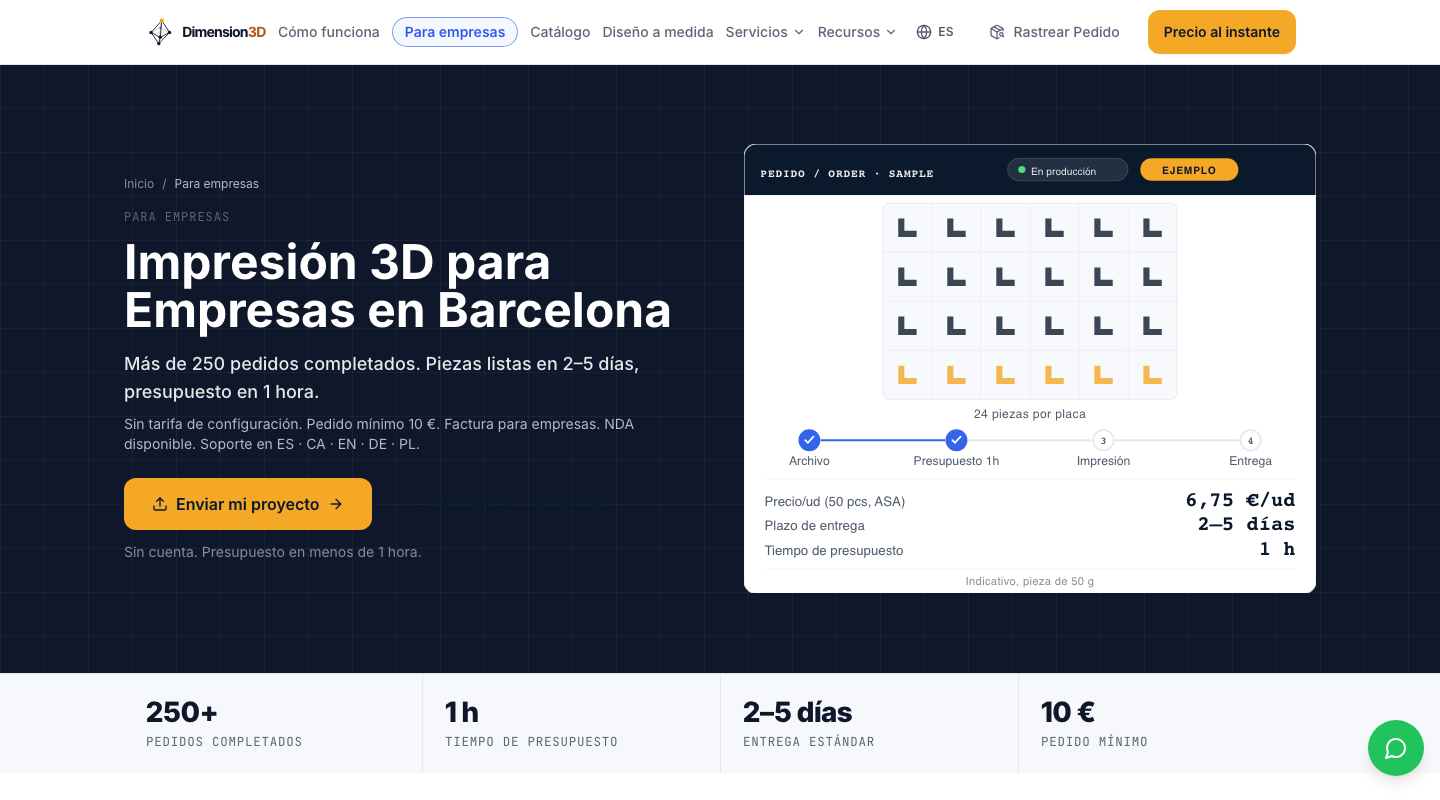 Dimension3D
Cómo funciona
Para empresas
Catálogo
Diseño a medida
Servicios
Recursos
ES
Rastrear Pedido
Precio al instante
Inicio / Para empresas
PARA EMPRESAS
Impresión 3D para
Empresas en Barcelona
Más de 250 pedidos completados. Piezas listas en 2–5 días,
presupuesto en 1 hora.
Sin tarifa de configuración. Pedido mínimo 10 €. Factura para empresas. NDA
disponible. Soporte en ES · CA · EN · DE · PL.
Enviar mi proyecto
Sin cuenta. Presupuesto en menos de 1 hora.
PEDIDO / ORDER · SAMPLE
En producción
EJEMPLO
24 piezas por placa
3
4
Archivo
Presupuesto 1h
Impresión
Entrega
Precio/ud (50 pcs, ASA) 6,75 €/ud
Plazo de entrega 2–5 días
Tiempo de presupuesto 1 h
Indicativo, pieza de 50 g
250+
PEDIDOS COMPLETADOS
1 h
TIEMPO DE PRESUPUESTO
2–5 días
ENTREGA ESTÁNDAR
10 €
PEDIDO MÍNIMO